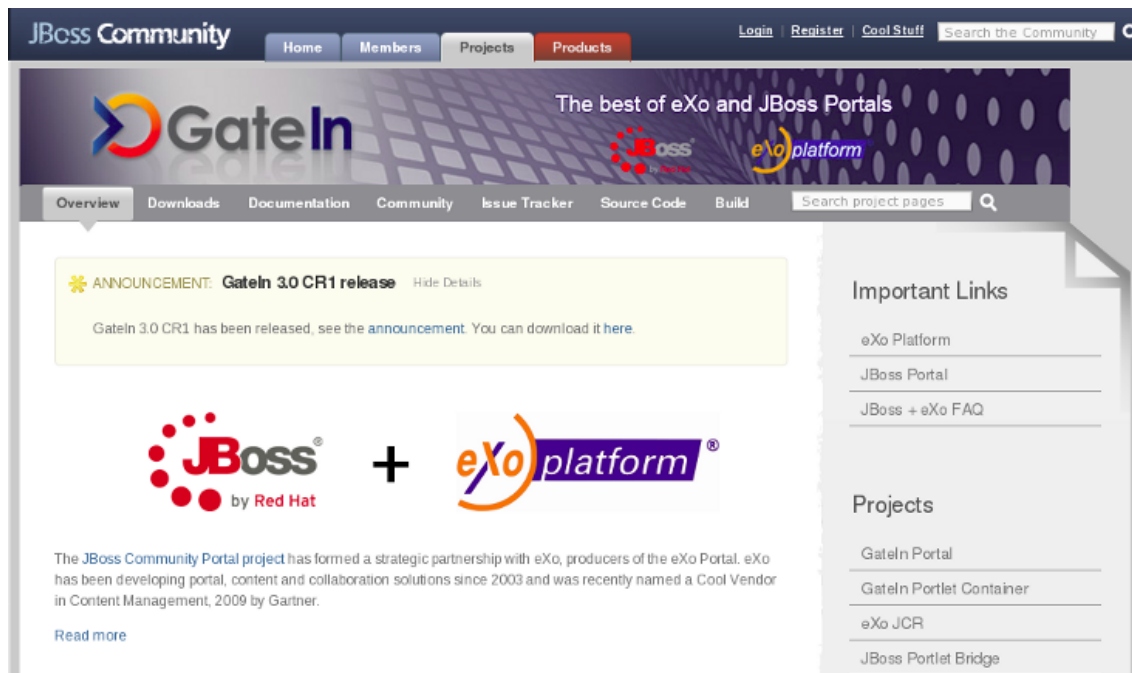 JBoss Community
Home Members Projects Products
Login | Register | Cool Stuff Search the Community
GateIn
The best of eXo and JBoss Portals
JBoss by Red Hat
eXo platform
Overview Downloads Documentation Community Issue Tracker Source Code Build Search project pages
ANNOUNCEMENT: GateIn 3.0 CR1 release Hide Details
GateIn 3.0 CR1 has been released, see the announcement. You can download it here.
JBoss®
by Red Hat
+
eXo platform®
The JBoss Community Portal project has formed a strategic partnership with eXo, producers of the eXo Portal. eXo
has been developing portal, content and collaboration solutions since 2003 and was recently named a Cool Vendor
in Content Management, 2009 by Gartner.
Read more
Important Links
eXo Platform
JBoss Portal
JBoss + eXo FAQ
Projects
GateIn Portal
GateIn Portlet Container
eXo JCR
JBoss Portlet Bridge